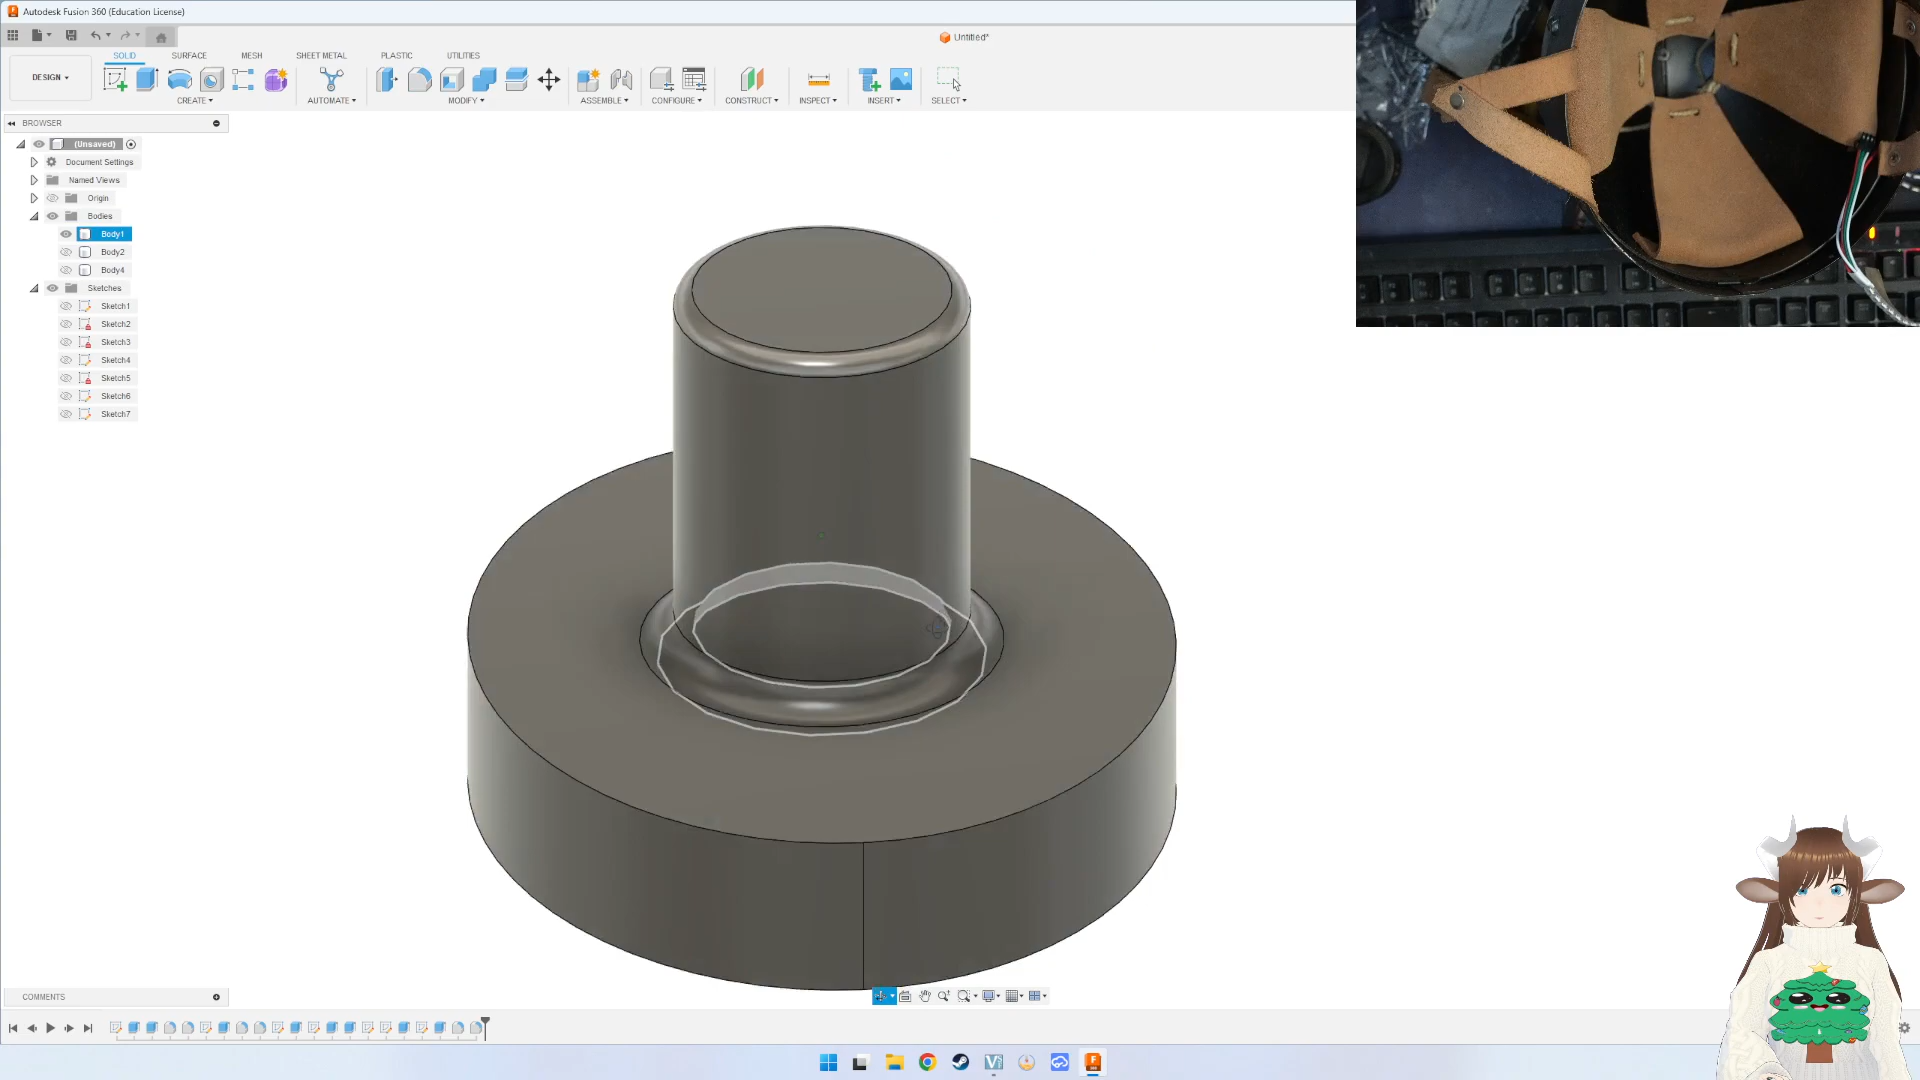 Autodesk Fusion 360 (Education License)
Untitled*
SOLID SURFACE MESH SHEET METAL PLASTIC UTILITIES
DESIGN
CREATE AUTOMATE MODIFY ASSEMBLE CONFIGURE CONSTRUCT INSPECT INSERT SELECT
BROWSER
(Unsaved)
Document Settings
Named Views
Origin
Bodies
Body1
Body2
Body4
Sketches
Sketch1
Sketch2
Sketch3
Sketch4
Sketch5
Sketch6
Sketch7
COMMENTS